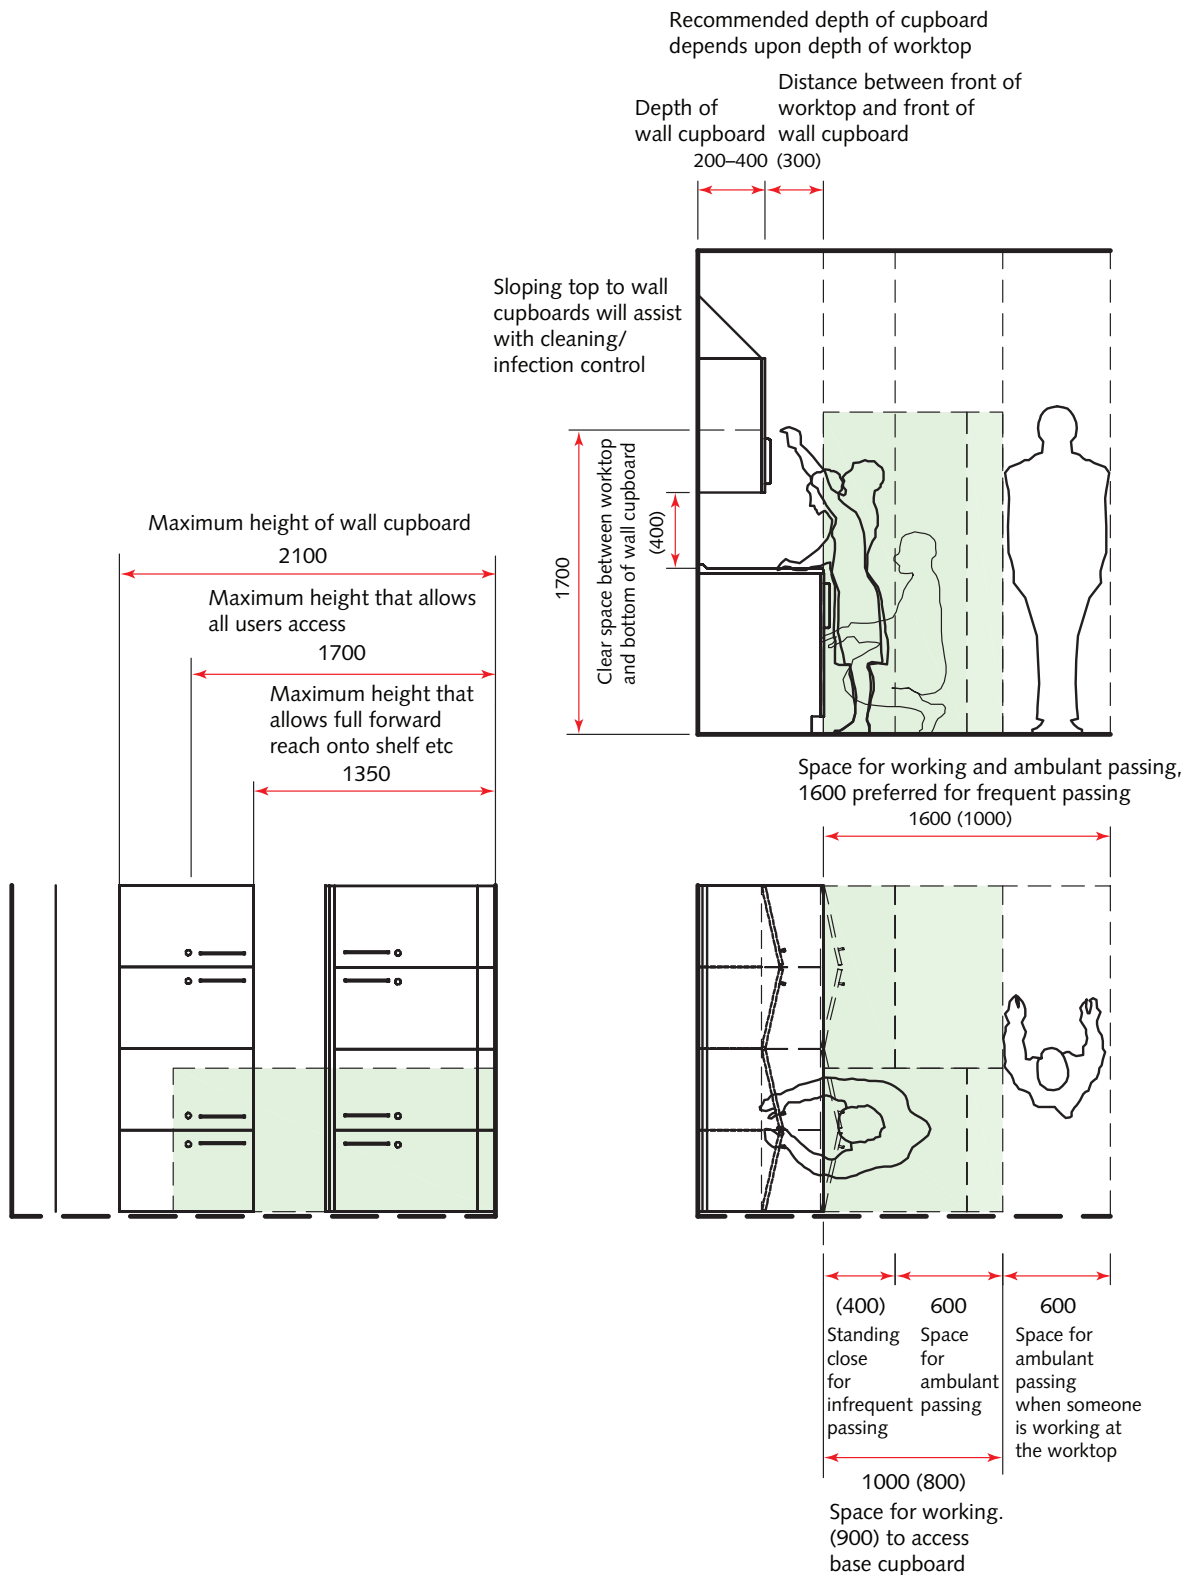 Recommended depth of cupboard
depends upon depth of worktop
Distance between front of
worktop and front of
wall cupboard
(300)
Depth of
wall cupboard
200–400
Sloping top to wall
cupboards will assist
with cleaning/
infection control
1700
Clear space between worktop
and bottom of wall cupboard
(400)
Maximum height of wall cupboard
2100
Maximum height that allows
all users access
1700
Maximum height that
allows full forward
reach onto shelf etc
1350
Space for working and ambulant passing,
1600 preferred for frequent passing
1600 (1000)
(400)
Standing
close
for
infrequent
passing
600
Space
for
ambulant
passing
600
Space for
ambulant
passing
when someone
is working at
the worktop
1000 (800)
Space for working.
(900) to access
base cupboard